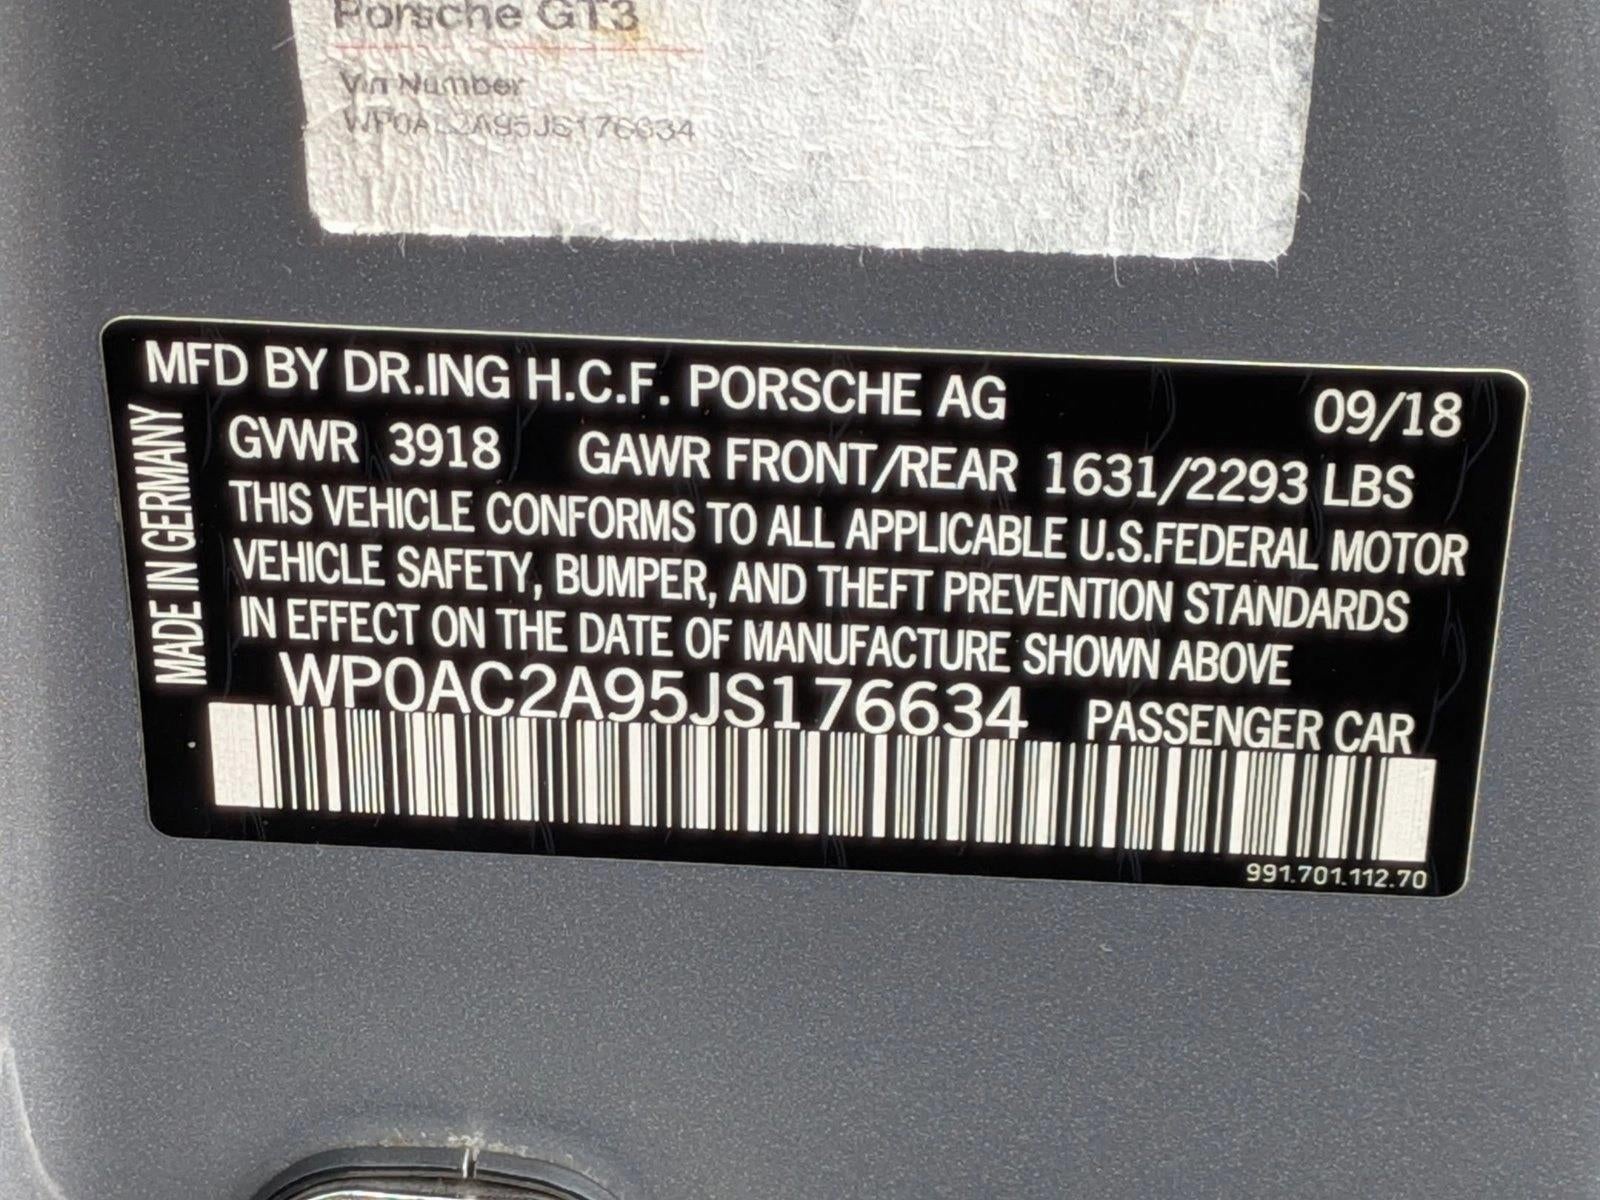 Porsche GT3
Vin Number
WP0AC2A95JS176634
MFD BY DR.ING H.C.F. PORSCHE AG 09/18
GVWR 3918 GAWR FRONT/REAR 1631/2293 LBS
THIS VEHICLE CONFORMS TO ALL APPLICABLE U.S.FEDERAL MOTOR
VEHICLE SAFETY, BUMPER, AND THEFT PREVENTION STANDARDS
IN EFFECT ON THE DATE OF MANUFACTURE SHOWN ABOVE
WP0AC2A95JS176634 PASSENGER CAR
991.701.112.70
MADE IN GERMANY